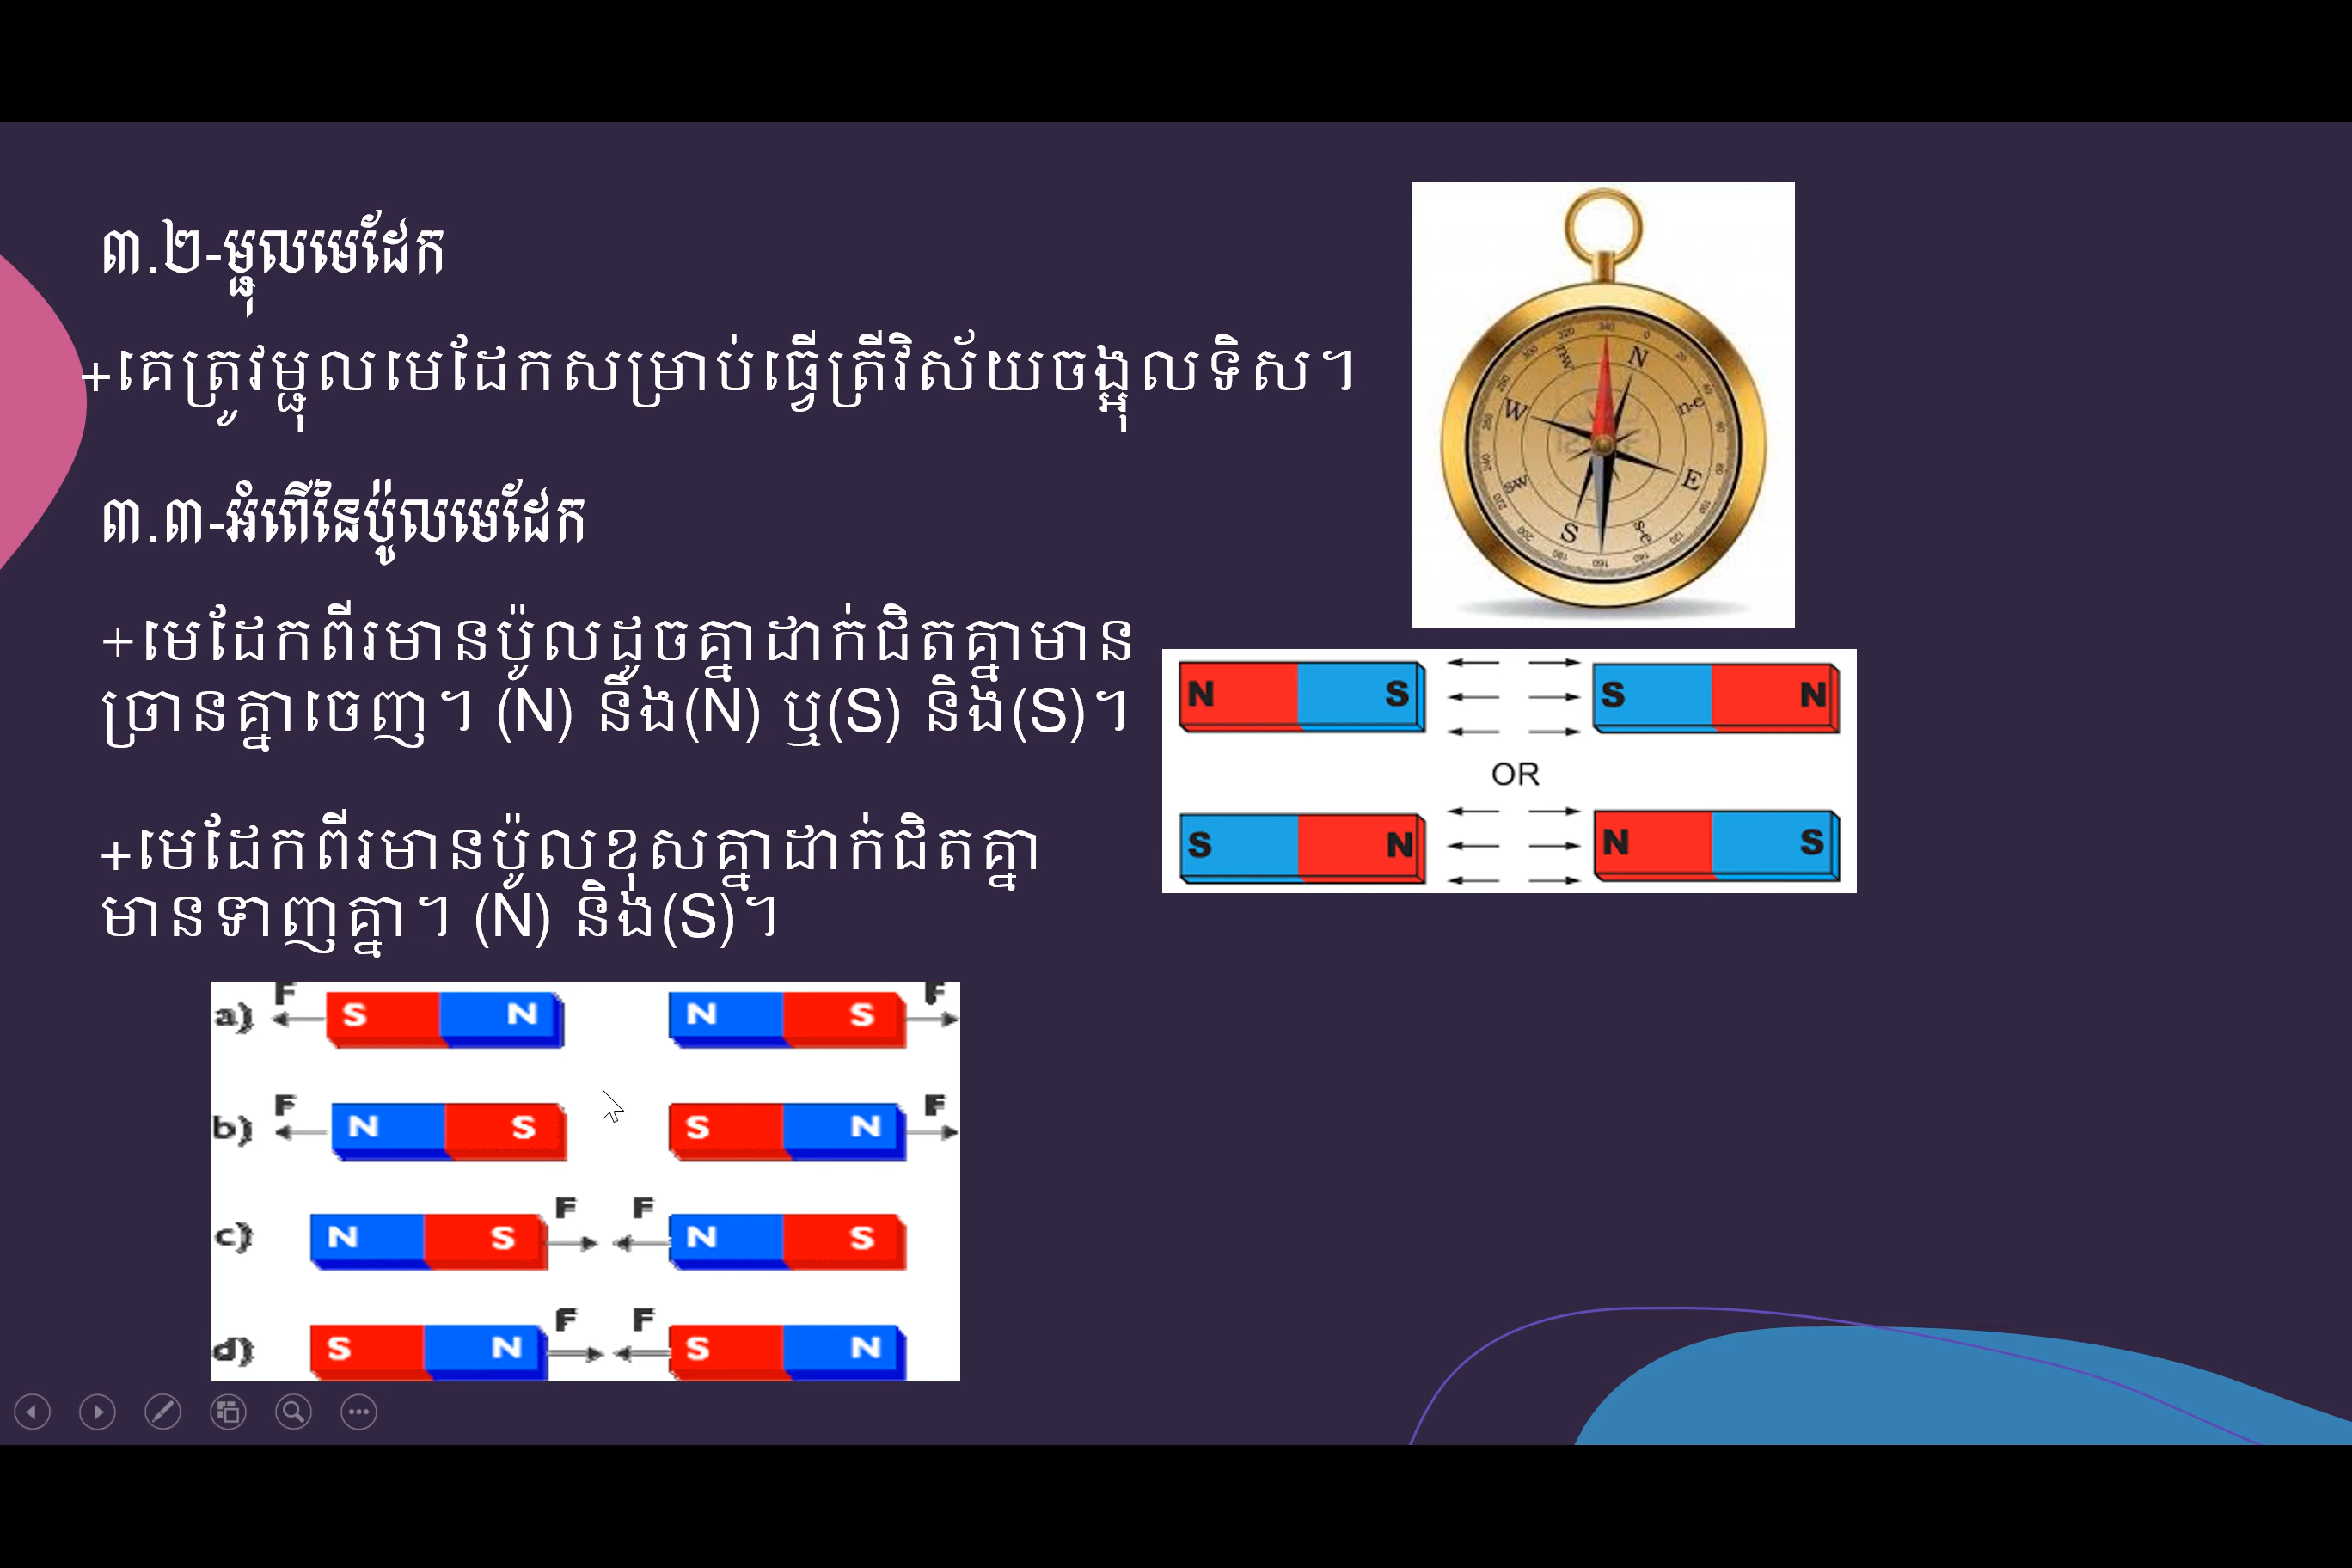 ៣.២-ម្ជុលមេដែក
+គេត្រូវម្ជុលមេដែកសម្រាប់ធ្វើត្រីវិស័យចង្អុលទិស។
៣.៣-អំពើនៃប៉ូលមេដែក
+មេដែកពីរមានប៉ូលដូចគ្នាដាក់ជិតគ្នាមាន
ច្រានគ្នាចេញ។ (N) និង(N) ឬ(S) និង(S)។
+មេដែកពីរមានប៉ូលខុសគ្នាដាក់ជិតគ្នា
មានទាញគ្នា។ (N) និង(S)។
N
W
E
S
n-e
sw
N S S N
OR
S N N S
F F
a) S N N S
F F
b) N S S N
F F
c) N S N S
F F
d) S N S N